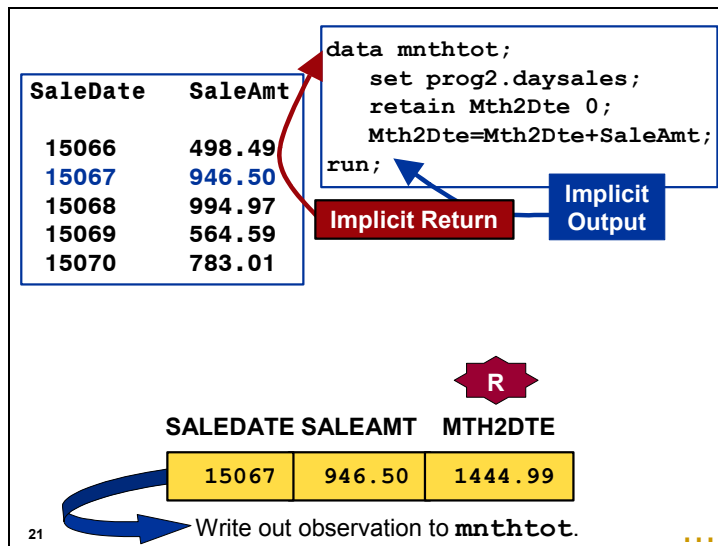 data mnthtot;
set prog2.daysales;
retain Mth2Dte 0;
Mth2Dte=Mth2Dte+SaleAmt;
run;
SaleDate SaleAmt
15066 498.49
15067 946.50
15068 994.97
15069 564.59
15070 783.01
Implicit Return
Implicit
Output
R
SALEDATE SALEAMT MTH2DTE
15067 946.50 1444.99
Write out observation to mnthtot.
21
...